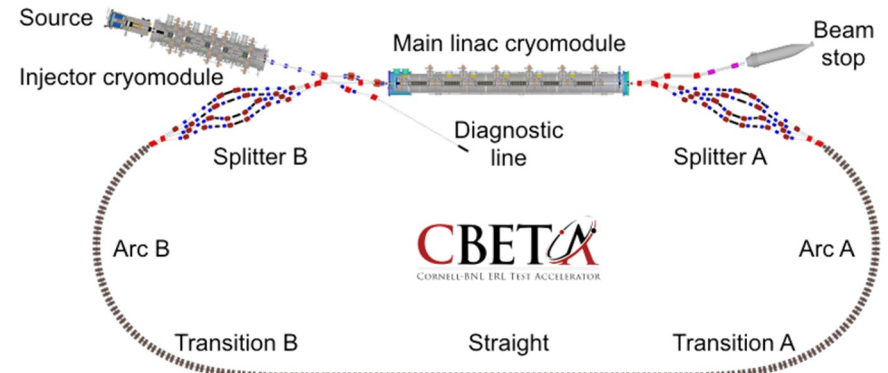 Source
Injector cryomodule
Main linac cryomodule
Beam
stop
Splitter B
Diagnostic
line
Splitter A
Arc B
CBETA
CORNELL-BNL ERL TEST ACCELERATOR
Arc A
Transition B
Straight
Transition A